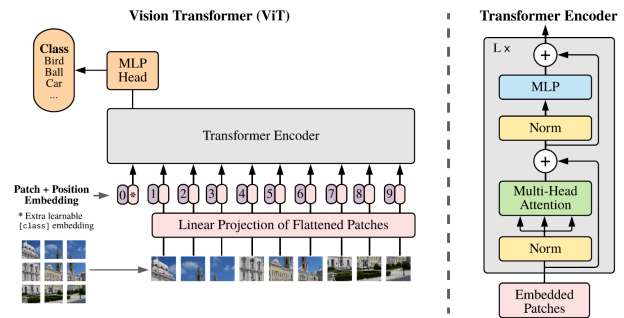 Vision Transformer (ViT)
Class
Bird
Ball
Car
...
MLP
Head
Transformer Encoder
Patch + Position
Embedding
0 * 1 2 3 4 5 6 7 8 9
* Extra learnable
[class] embedding
Linear Projection of Flattened Patches
Transformer Encoder
L x
+
MLP
Norm
+
Multi-Head
Attention
Norm
Embedded
Patches